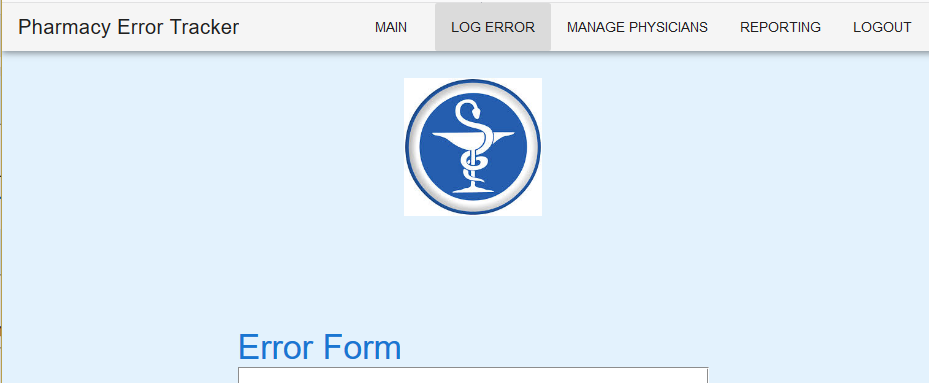 Pharmacy Error Tracker MAIN LOG ERROR MANAGE PHYSICIANS REPORTING LOGOUT
Error Form